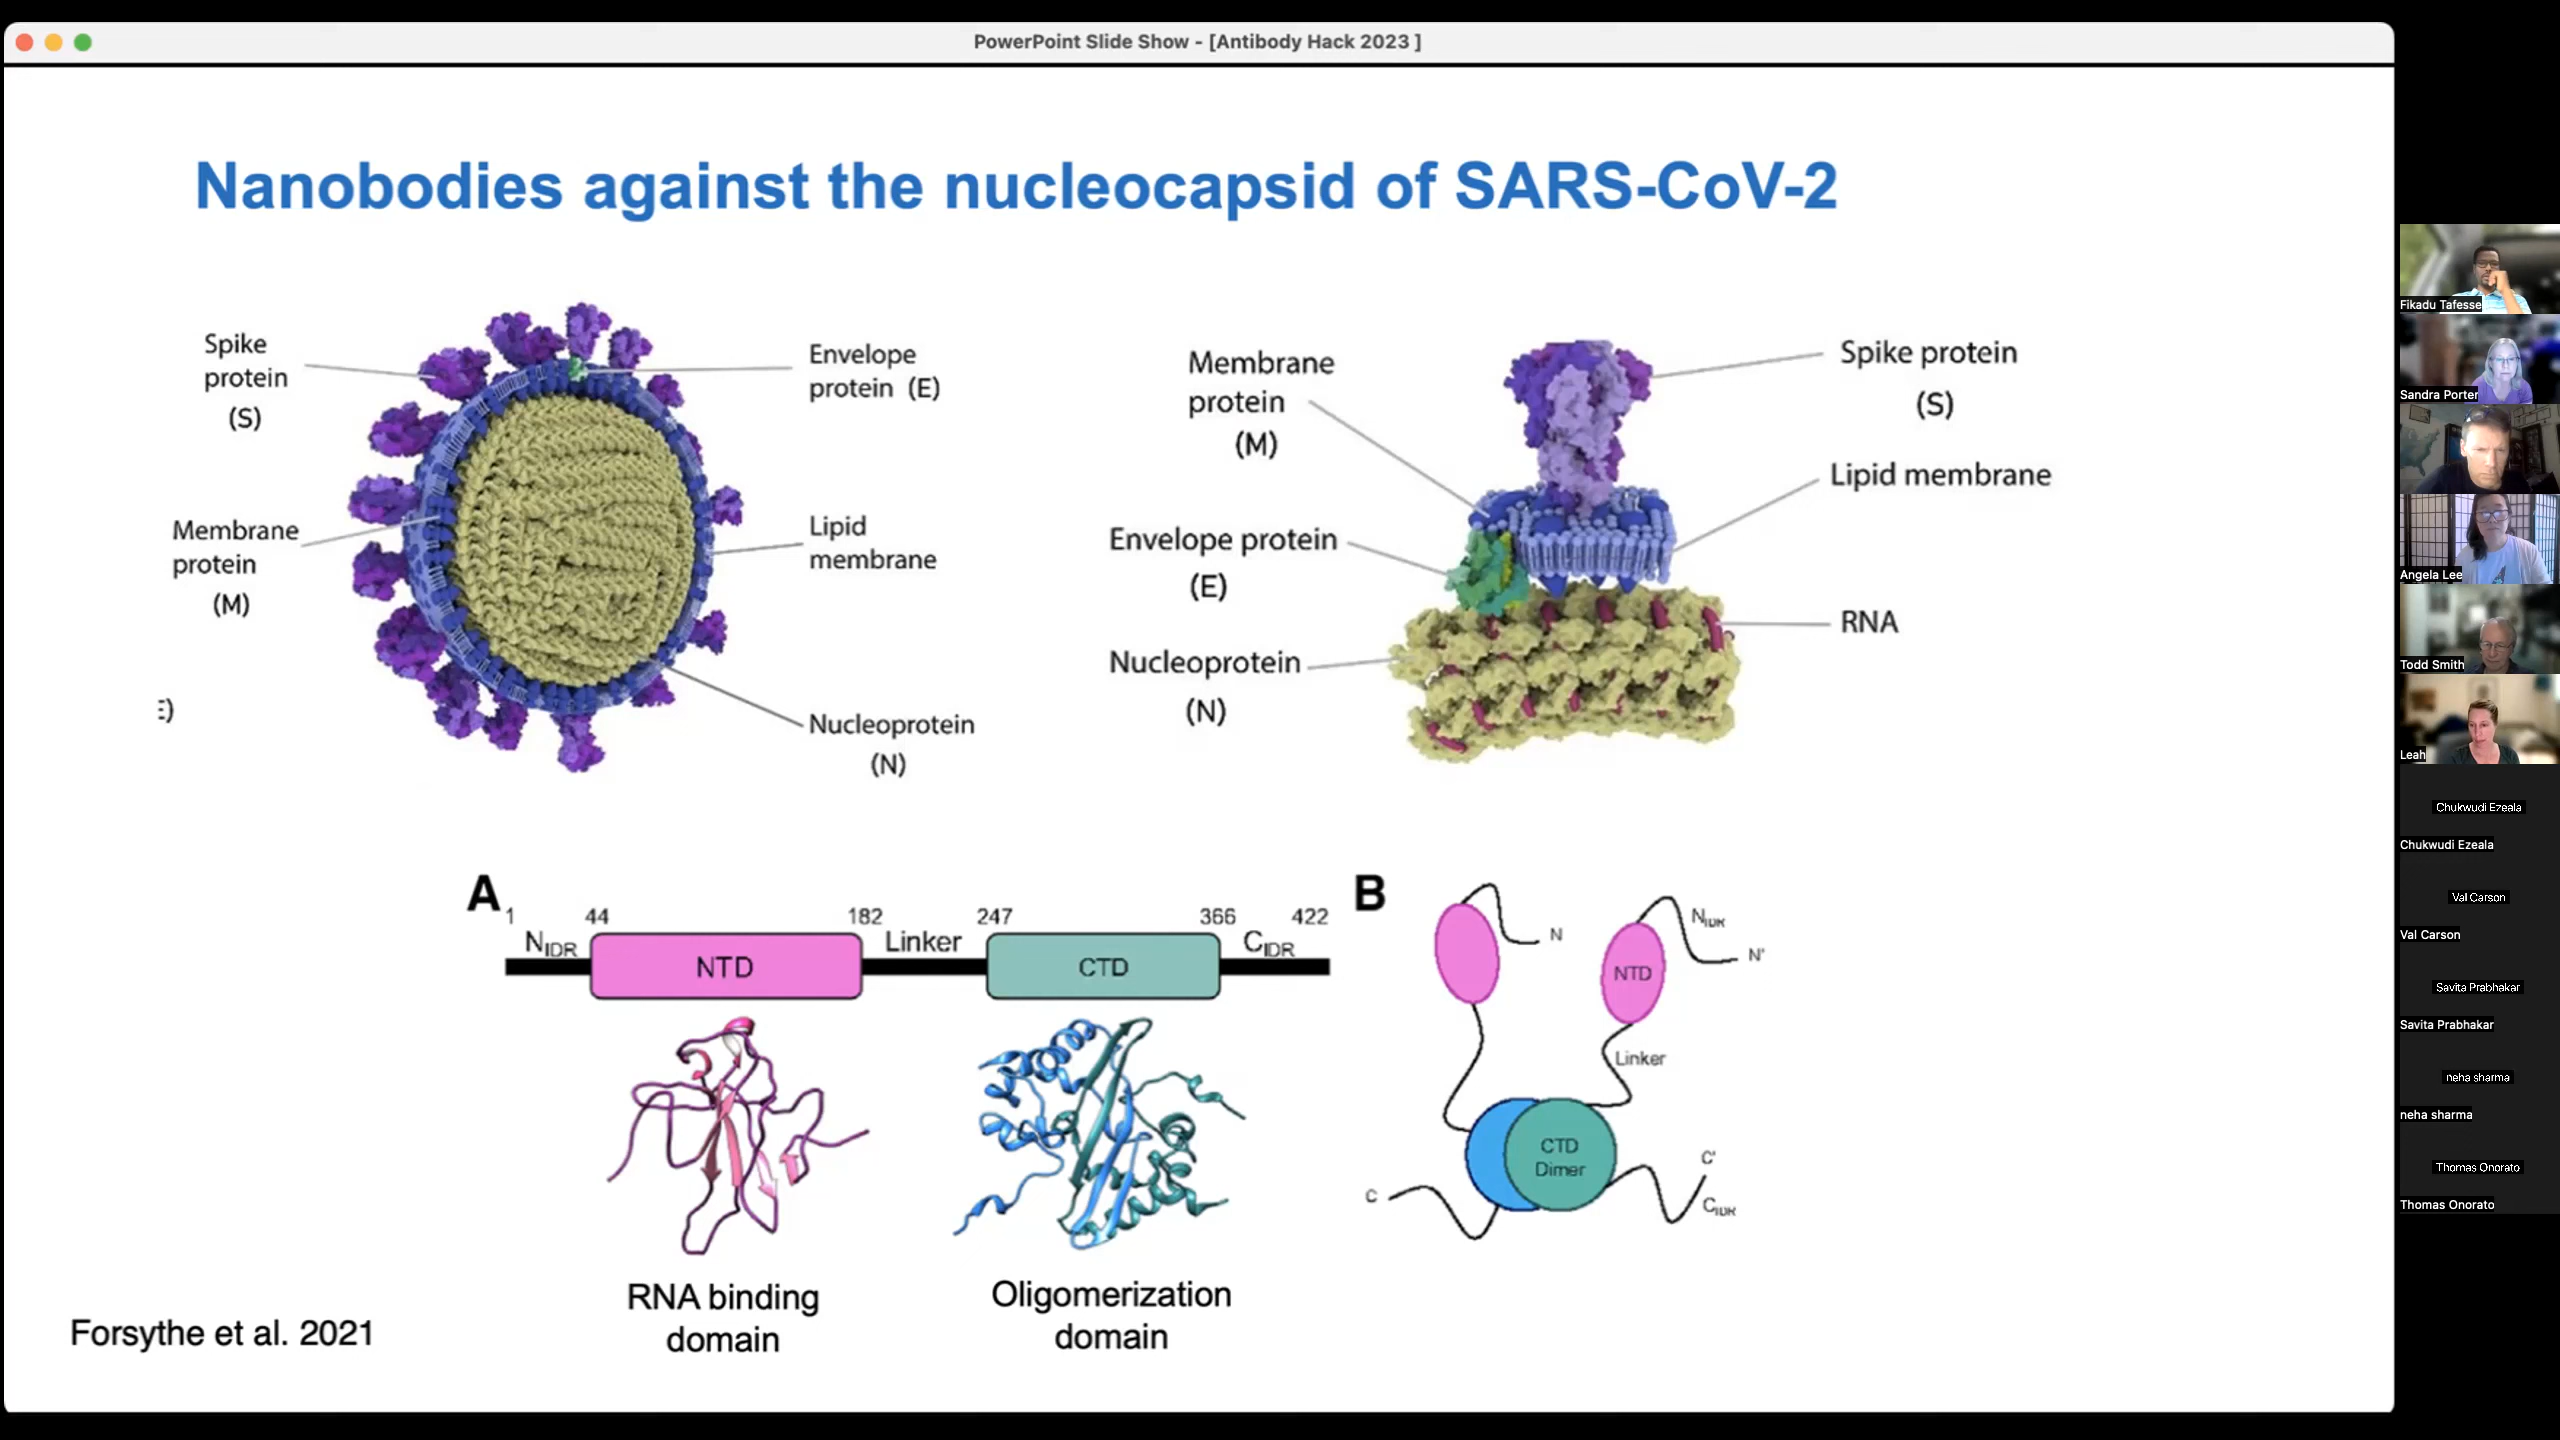 PowerPoint Slide Show - [Antibody Hack 2023 ]
Nanobodies against the nucleocapsid of SARS-CoV-2
Spike
protein
(S)
Envelope
protein (E)
Membrane
protein
(M)
Lipid
membrane
Nucleoprotein
(N)
E)
Membrane
protein
(M)
Spike protein
(S)
Lipid membrane
Envelope protein
(E)
RNA
Nucleoprotein
(N)
A
1 44 182 247 366 422
NIDR Linker CIDR
NTD CTD
RNA binding
domain
Oligomerization
domain
B
N
NIDR
N'
NTD
Linker
CTD
Dimer
C
C'
CIDR
Forsythe et al. 2021
Fikadu Tafesse
Sandra Porter
Angela Lee
Todd Smith
Leah
Chukwudi Ezeala
Chukwudi Ezeala
Val Carson
Val Carson
Savita Prabhakar
Savita Prabhakar
neha sharma
neha sharma
Thomas Onorato
Thomas Onorato